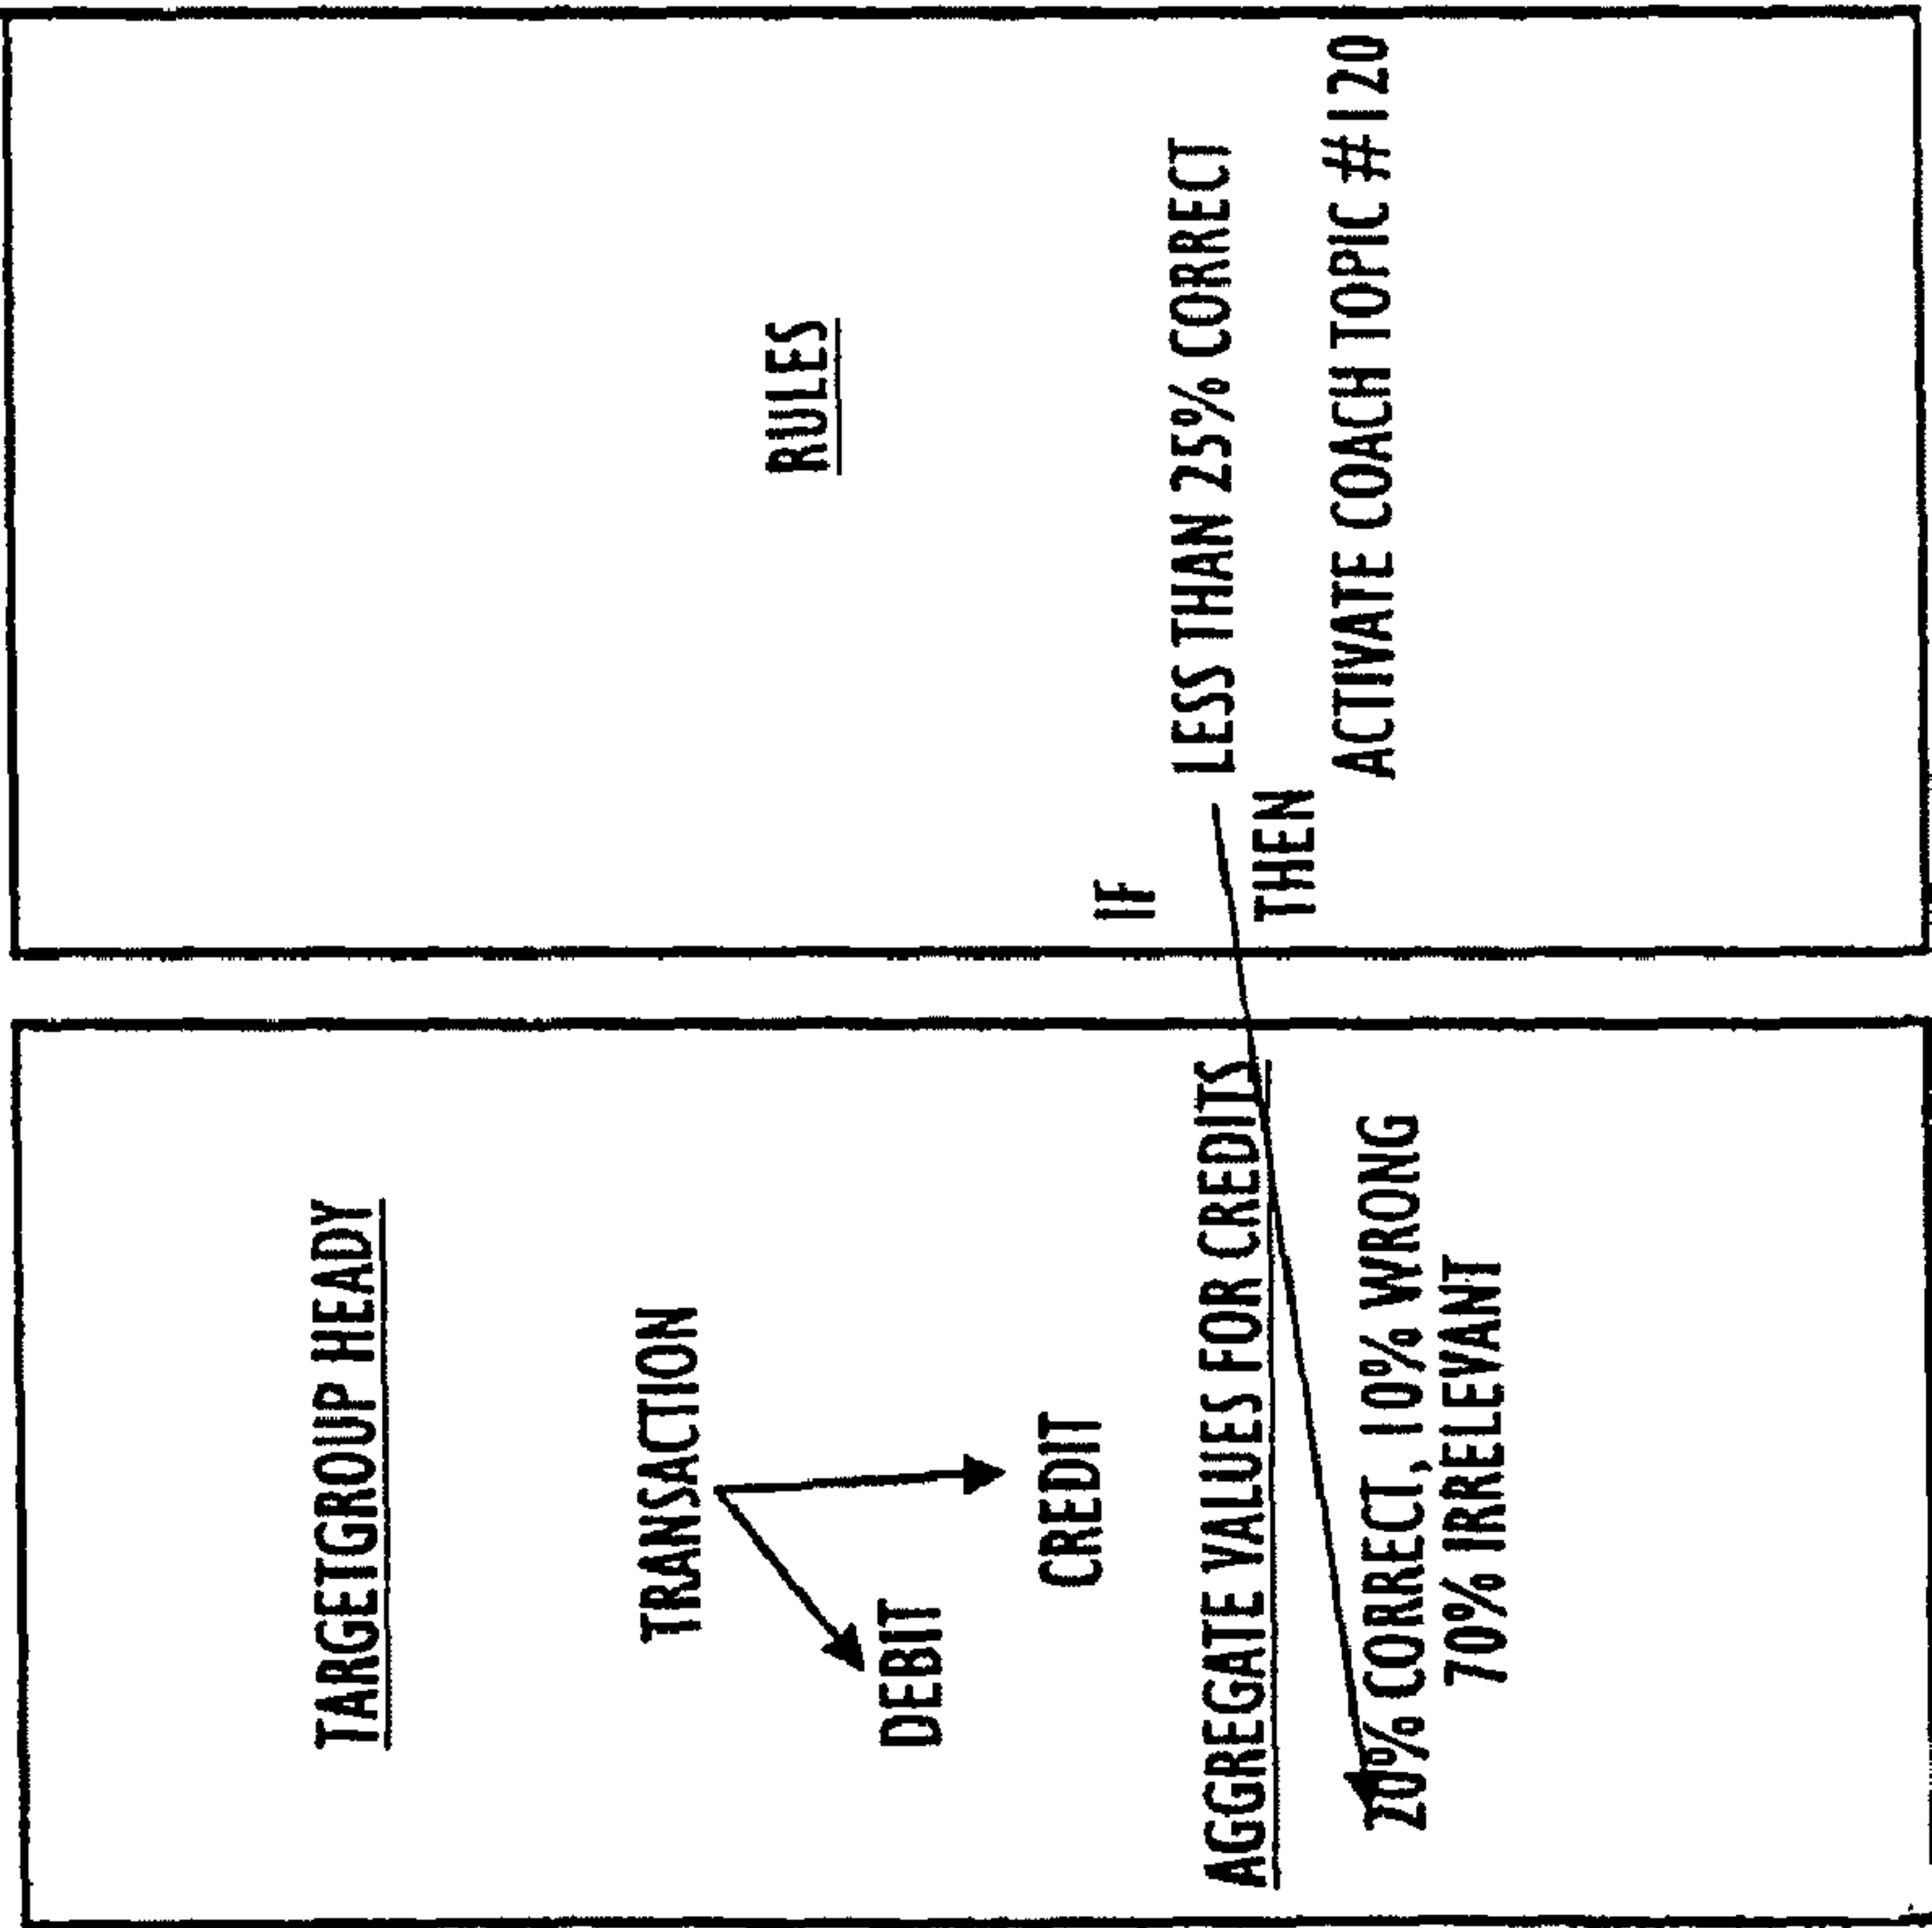 TARGETGROUP HEADY
TRANSACTION
DEBIT
CREDIT
AGGREGATE VALUES FOR CREDITS
20% CORRECT, 10% WRONG
70% IRRELEVANT
RULES
IF
LESS THAN 25% CORRECT
THEN
ACTIVATE COACH TOPIC #120